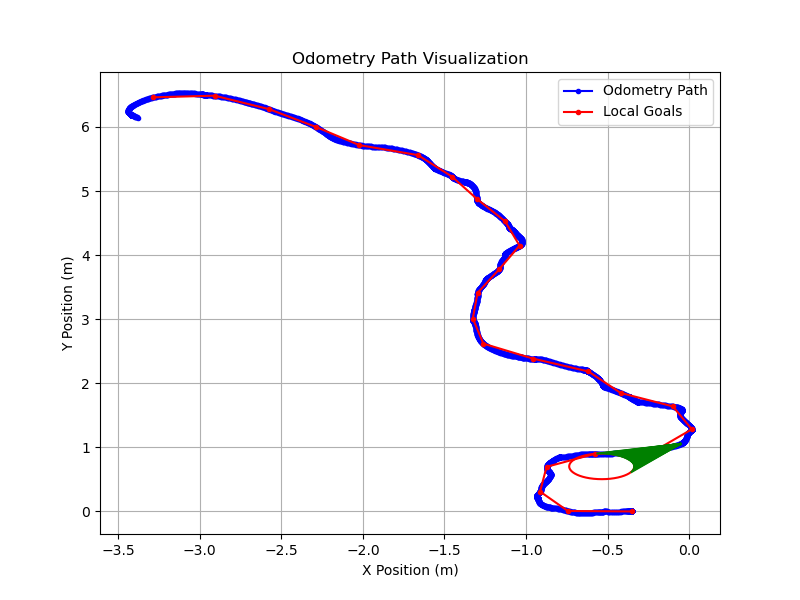 Odometry Path Visualization
Odometry Path
Local Goals
Y Position (m)
6
5
4
3
2
1
0
−3.5 −3.0 −2.5 −2.0 −1.5 −1.0 −0.5 0.0
X Position (m)